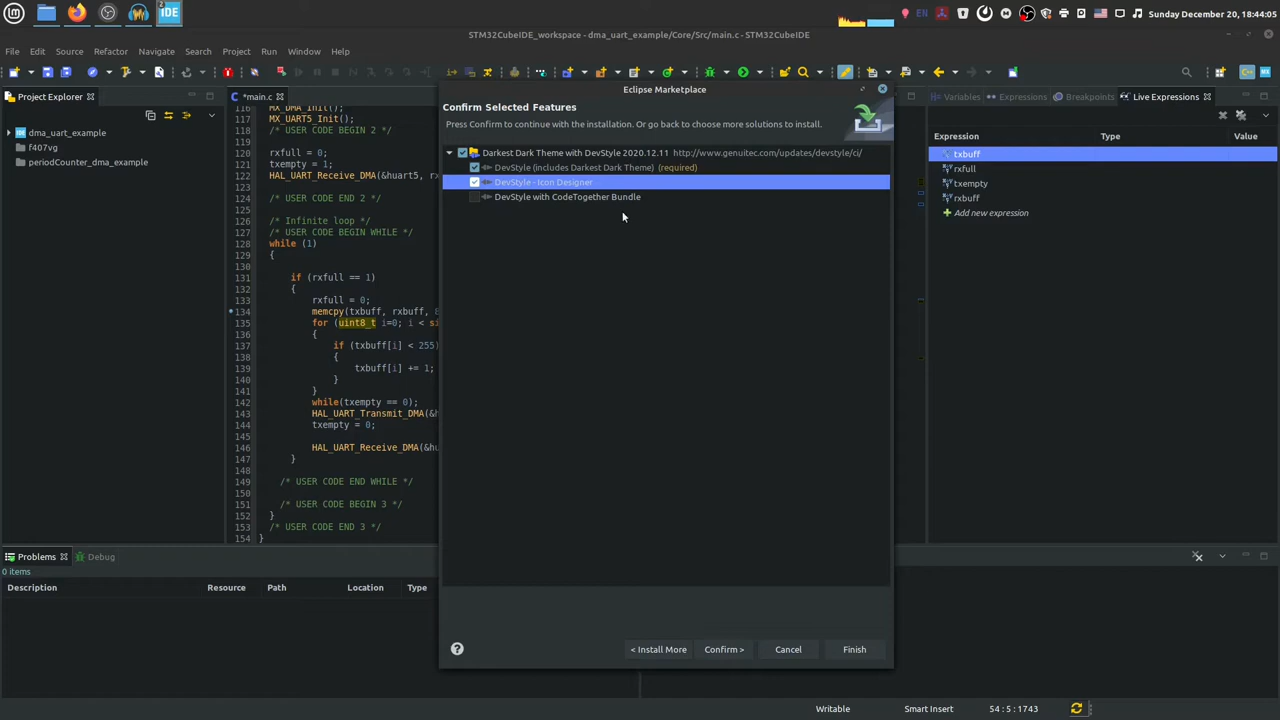 EN
Sunday December 20, 18:44:05
IDE
STM32CubeIDE_workspace - dma_uart_example/Core/Src/main.c - STM32CubeIDE
File Edit Source Refactor Navigate Search Project Run Window Help
Project Explorer
dma_uart_example
f407vg
periodCounter_dma_example
*main.c
116 MX_DMA_Init();
117 MX_UART5_Init();
118 /* USER CODE BEGIN 2 */
119
120 rxfull = 0;
121 txempty = 1;
122 HAL_UART_Receive_DMA(&huart5, r
123
124 /* USER CODE END 2 */
125
126 /* Infinite loop */
127 /* USER CODE BEGIN WHILE */
128 while (1)
129 {
130
131 if (rxfull == 1)
132 {
133 rxfull = 0;
134 memcpy(txbuff, rxbuff,
135 for (uint8_t i=0; i < si
136 {
137 if (txbuff[i] < 255)
138 {
139 txbuff[i] += 1;
140 }
141 }
142 while(txempty == 0);
143 HAL_UART_Transmit_DMA(&h
144 txempty = 0;
145
146 HAL_UART_Receive_DMA(&hu
147 }
148
149 /* USER CODE END WHILE */
150
151 /* USER CODE BEGIN 3 */
152 }
153 /* USER CODE END 3 */
154 }
Eclipse Marketplace
Confirm Selected Features
Press Confirm to continue with the installation. Or go back to choose more solutions to install.
Darkest Dark Theme with DevStyle 2020.12.11 http://www.genuitec.com/updates/devstyle/ci/
DevStyle (includes Darkest Dark Theme) (required)
DevStyle - Icon Designer
DevStyle with CodeTogether Bundle
? < Install More Confirm > Cancel Finish
Variables Expressions Breakpoints Live Expressions
Expression Type Value
txbuff
rxfull
txempty
rxbuff
Add new expression
Problems Debug
0 items
Description Resource Path Location Type
Writable Smart Insert 54 : 5 : 1743